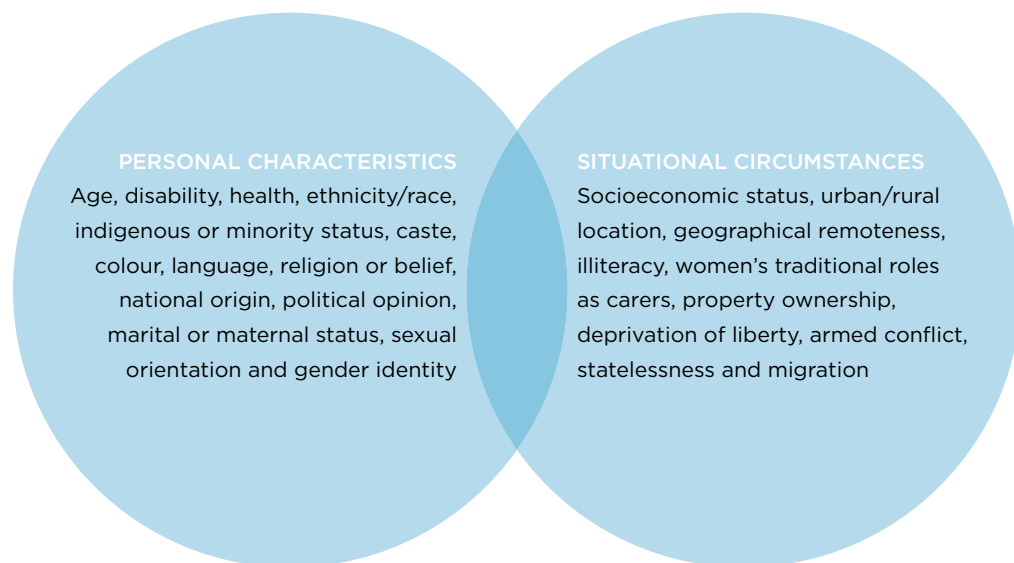 PERSONAL CHARACTERISTICS
Age, disability, health, ethnicity/race,
indigenous or minority status, caste,
colour, language, religion or belief,
national origin, political opinion,
marital or maternal status, sexual
orientation and gender identity
SITUATIONAL CIRCUMSTANCES
Socioeconomic status, urban/rural
location, geographical remoteness,
illiteracy, women’s traditional roles
as carers, property ownership,
deprivation of liberty, armed conflict,
statelessness and migration